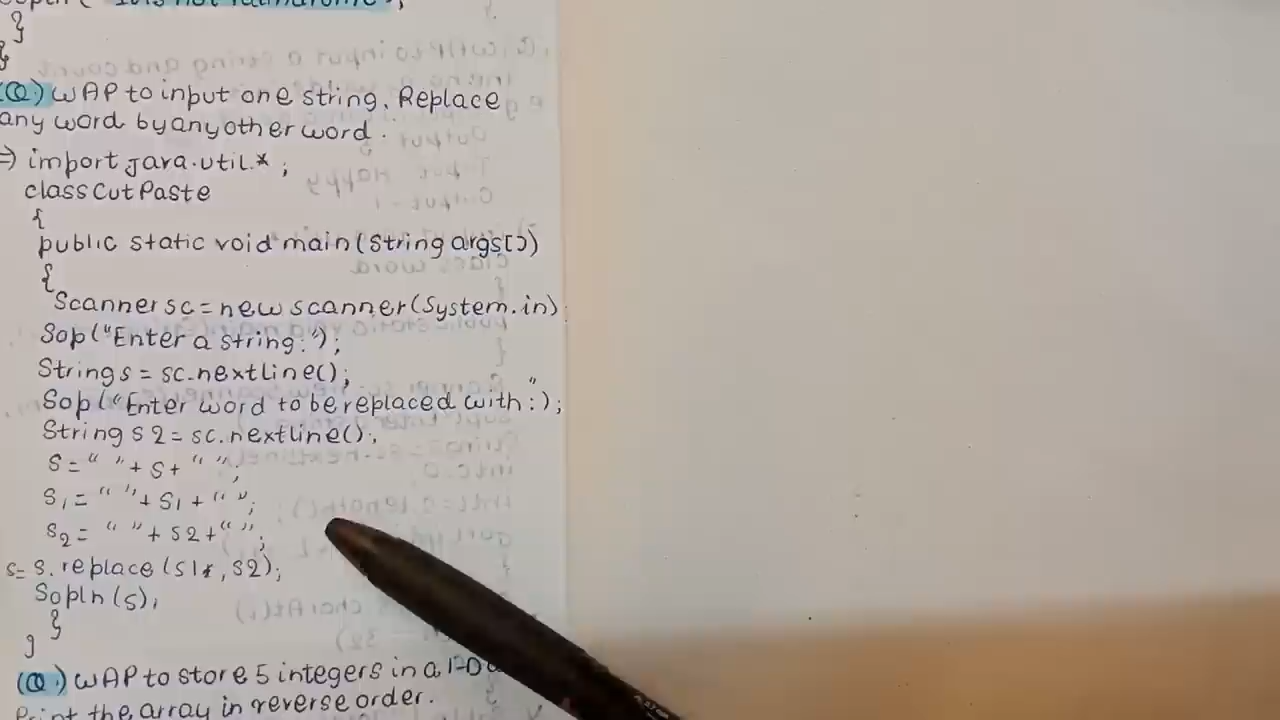 }
}
(Q.) WAP to input one string. Replace
any word by any other word.
=) import java.util.*;
class CutPaste
{
public static void main(String args[])
{
Scanner sc = new scanner(System.in);
Sop("Enter a string:");
String s = sc.nextline();
Sop("Enter word to be replaced with:");
String s2 = sc.nextline();
s = " " + s + " ";
s1 = " " + s1 + " ";
s2 = " " + s2 + " ";
s = s.replace(s1, s2);
Sopln(s);
}
}
(Q.) WAP to store 5 integers in a 1-D
Print the array in reverse order.